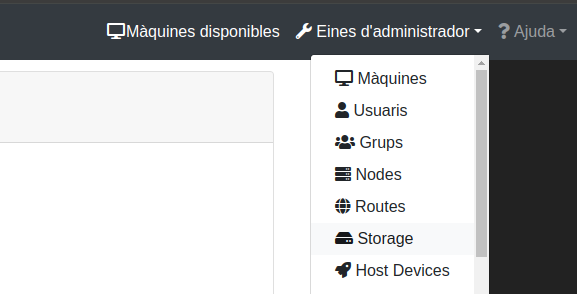 Màquines disponibles Eines d'administrador Ajuda
Màquines
Usuaris
Grups
Nodes
Routes
Storage
Host Devices